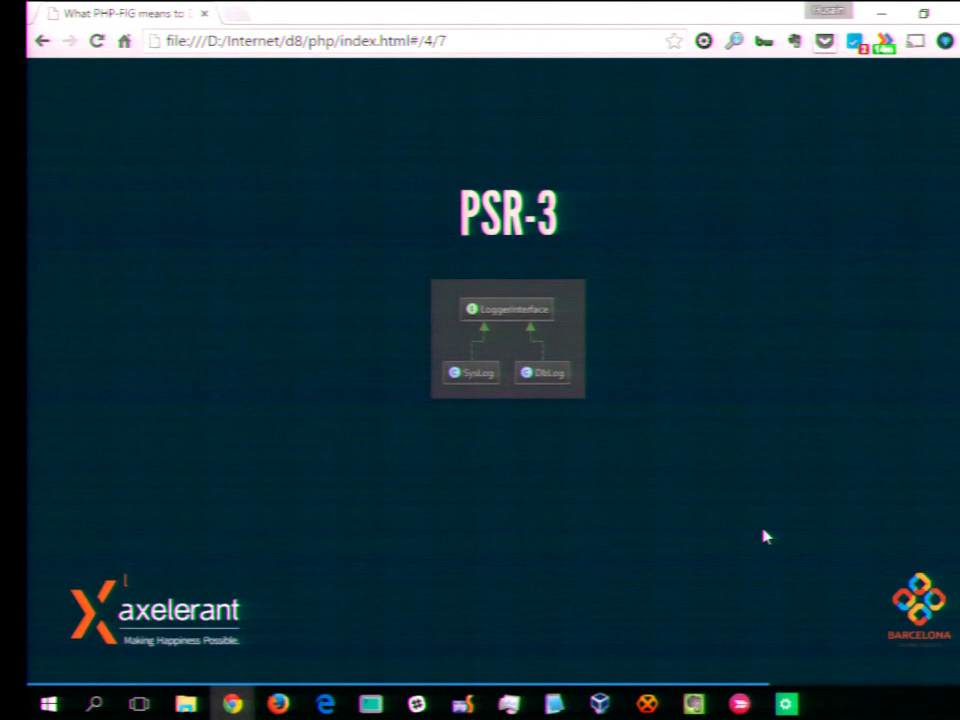 What PHP-FIG means to
Husain
file:///D:/Internet/d8/php/index.html#/4/7
PSR-3
LoggerInterface
SysLog
DbLog
axelerant
Making Happiness Possible.
BARCELONA